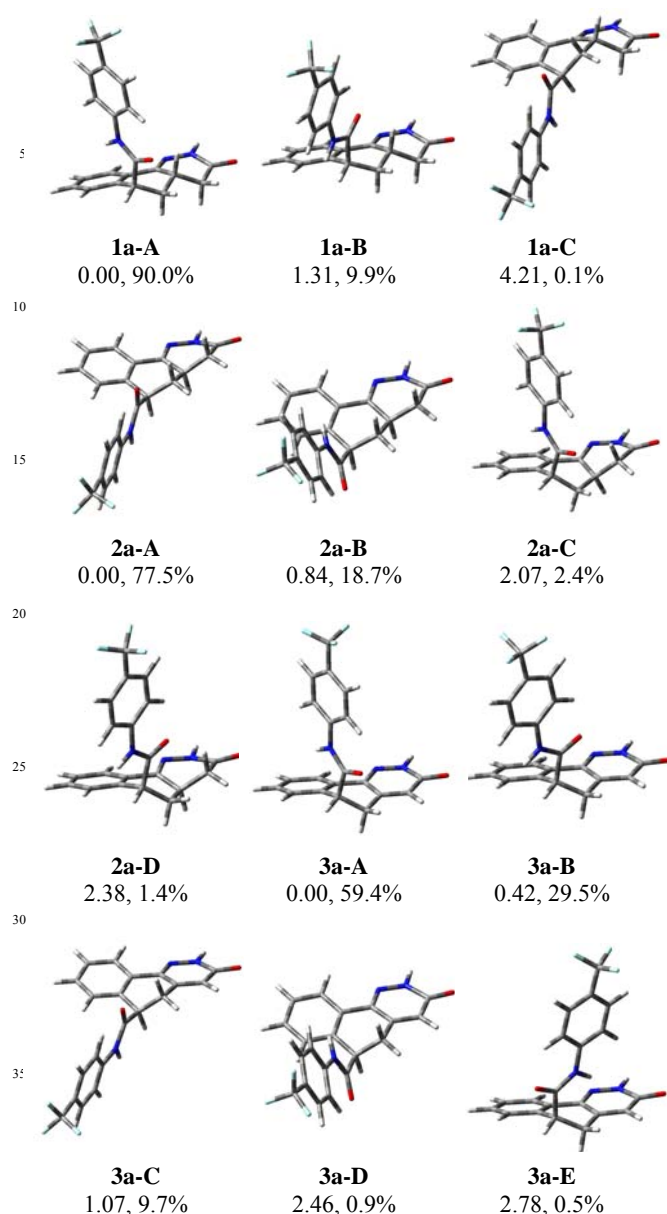 5
1a-A 1a-B 1a-C
0.00, 90.0% 1.31, 9.9% 4.21, 0.1%
10
15
2a-A 2a-B 2a-C
0.00, 77.5% 0.84, 18.7% 2.07, 2.4%
20
25
2a-D 3a-A 3a-B
2.38, 1.4% 0.00, 59.4% 0.42, 29.5%
30
35
3a-C 3a-D 3a-E
1.07, 9.7% 2.46, 0.9% 2.78, 0.5%